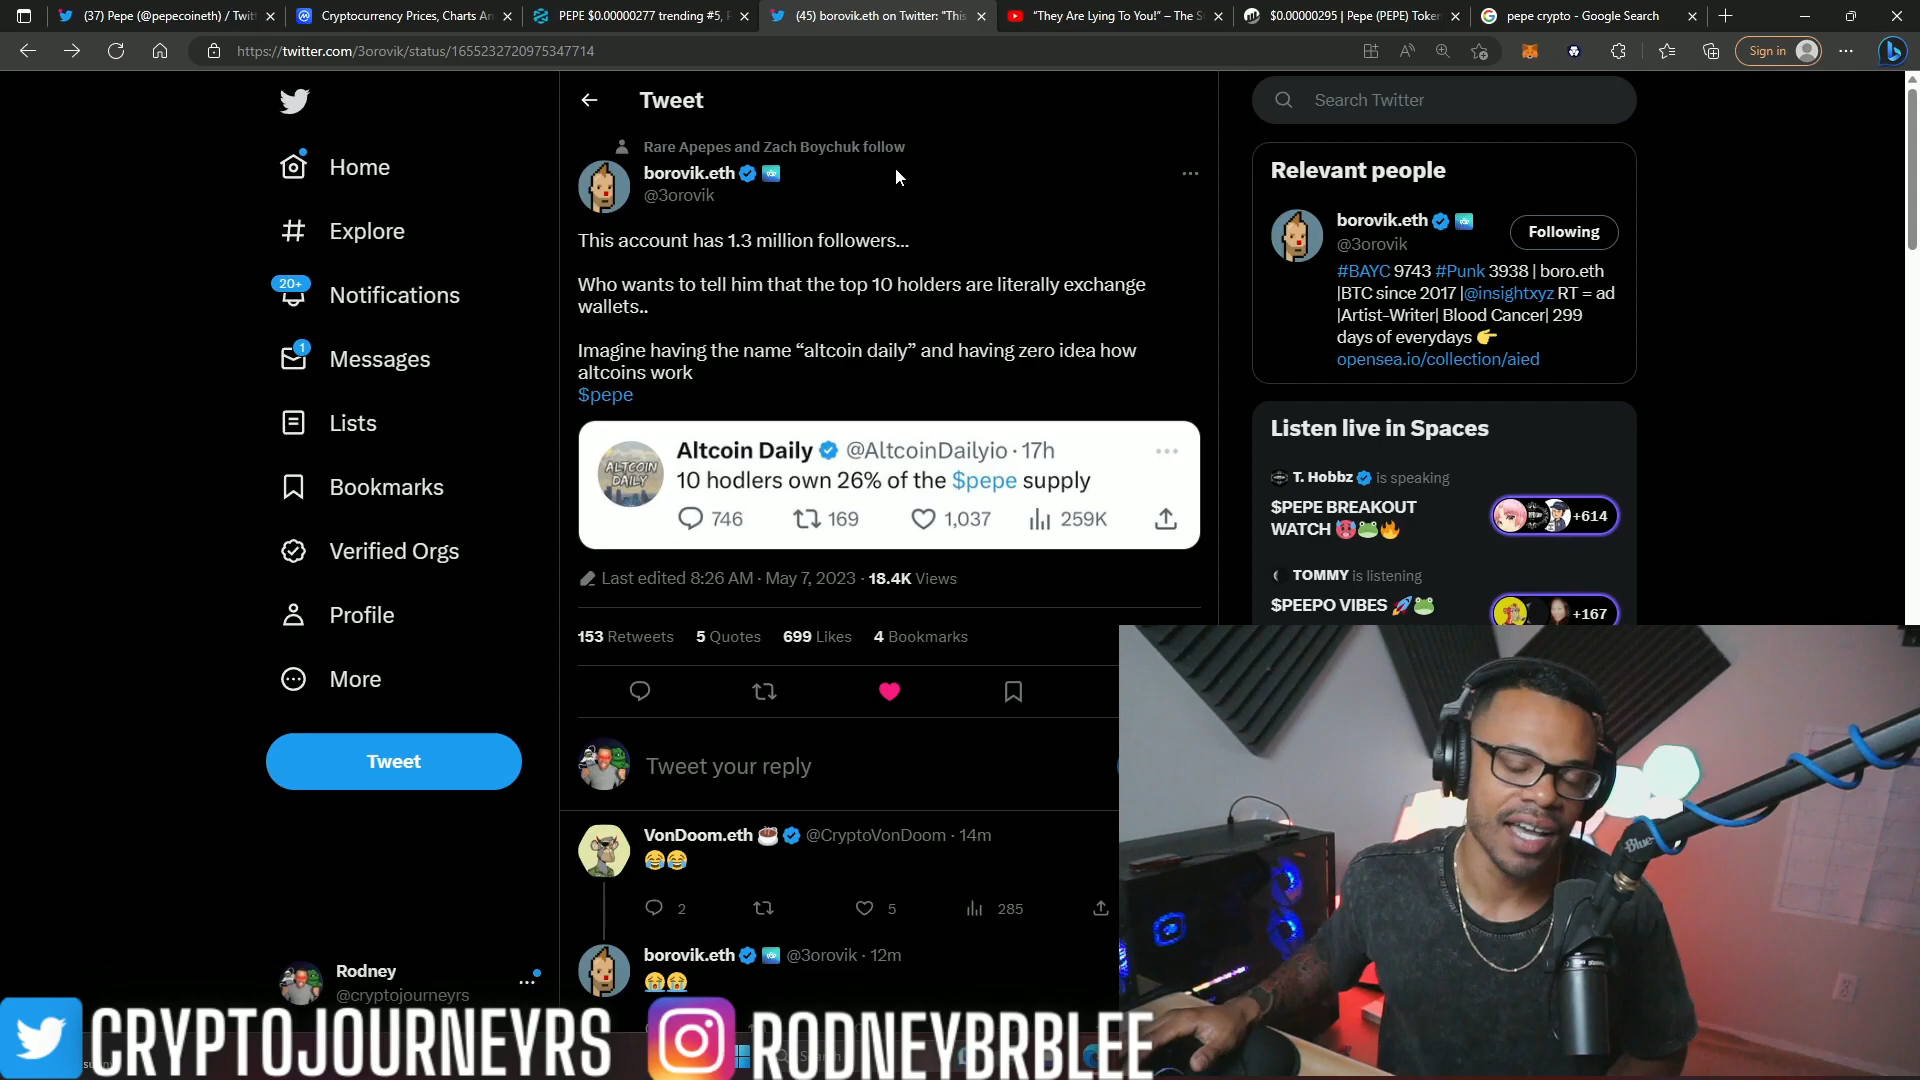 (37) Pepe (@pepecoineth) / Twit
Cryptocurrency Prices, Charts An
PEPE $0.00000277 trending #5, P
(45) borovik.eth on Twitter: "This
"They Are Lying To You!" – The S
$0.00000295 | Pepe (PEPE) Token
pepe crypto - Google Search
https://twitter.com/3orovik/status/1655232720975347714
Sign in
Home
Explore
20+
Notifications
1
Messages
Lists
Bookmarks
Verified Orgs
Profile
More
Tweet
Rodney
@cryptojourneyrs
Tweet
Rare Apepes and Zach Boychuk follow
borovik.eth
@3orovik
This account has 1.3 million followers...
Who wants to tell him that the top 10 holders are literally exchange
wallets..
Imagine having the name “altcoin daily” and having zero idea how
altcoins work
$pepe
ALTCOIN
DAILY
Altcoin Daily @AltcoinDailyio · 17h
10 hodlers own 26% of the $pepe supply
746 169 1,037 259K
Last edited 8:26 AM · May 7, 2023 · 18.4K Views
153 Retweets 5 Quotes 699 Likes 4 Bookmarks
Tweet your reply
VonDoom.eth ☕ @CryptoVonDoom · 14m
😂😂
2 5 285
borovik.eth @3orovik · 12m
😭😭
Search Twitter
Relevant people
borovik.eth
@3orovik
Following
#BAYC 9743 #Punk 3938 | boro.eth
|BTC since 2017 |@insightxyz RT = ad
|Artist-Writer| Blood Cancer| 299
days of everydays 👉
opensea.io/collection/aied
Listen live in Spaces
T. Hobbz is speaking
$PEPE BREAKOUT
WATCH 🥵🐸🔥
+614
TOMMY is listening
$PEEPO VIBES 🚀🐸
+167
Blue
CRYPTOJOURNEYRS
RODNEYBRBLEE